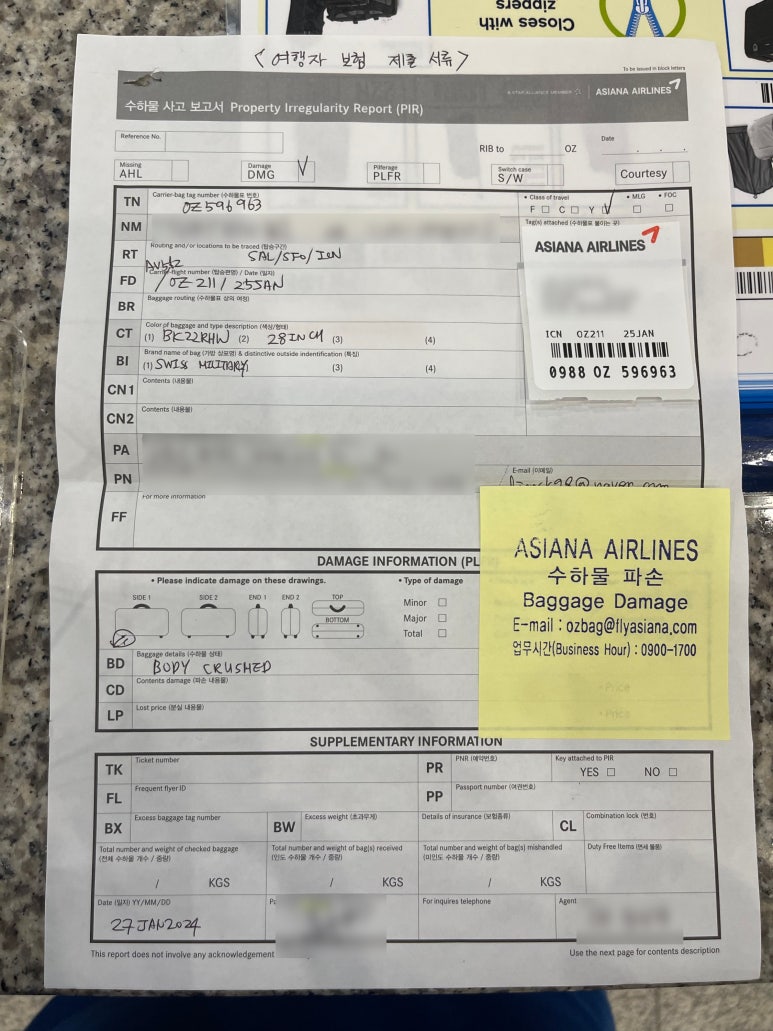 Closes with
zippers
<여행자 보험 제출 서류>
To be issued in block letters
수하물 사고 보고서 Property Irregularity Report (PIR)
A STAR ALLIANCE MEMBER
ASIANA AIRLINES
Reference No.
RIB to OZ
Date
Missing
AHL
Damage
DMG ✓
Pilferage
PLFR
Switch case
S/W
Courtesy
TN
Carrier-bag tag number (수하물표 번호)
OZ596963
• Class of travel
F □ C □ Y ✓
• MLG □
• FOC □
NM
Tag(s) attached (수하물표 붙이는 곳)
RT
Routing and/or locations to be traced (탑승구간)
SAL/SFO/ICN
FD
Carrier-flight number (탑승편명) / Date (일자)
/ OZ211 / 25JAN
BR
Baggage routing (수하물표 상의 여정)
CT
Color of baggage and type description (색상/형태)
(1) BK22RHW (2) 28INCH (3) (4)
BI
Brand name of bag (가방 상표명) & distinctive outside indentification (특징)
(1) SWISS MILITARY (3) (4)
CN1
Contents (내용물)
CN2
Contents (내용물)
ASIANA AIRLINES
ICN OZ211 25JAN
0988 OZ 596963
PA
PN
E-mail (이메일)
FF
For more information
DAMAGE INFORMATION (PL
• Please indicate damage on these drawings.
• Type of damage
SIDE 1
SIDE 2
END 1
END 2
TOP
BOTTOM
Minor □
Major □
Total □
BD
Baggage details (수하물 상태)
BODY CRUSHED
CD
Contents damage (파손 내용물)
LP
Lost price (분실 내용물)
• Price
• Price
ASIANA AIRLINES
수하물 파손
Baggage Damage
E-mail : ozbag@flyasiana.com
업무시간(Business Hour) : 0900-1700
SUPPLEMENTARY INFORMATION
TK
Ticket number
PR
PNR (예약번호)
Key attached to PIR
YES □ NO □
FL
Frequent flyer ID
PP
Passport number (여권번호)
BX
Excess baggage tag number
BW
Excess weight (초과무게)
Details of insurance (보험종류)
CL
Combination lock (번호)
Total number and weight of checked baggage
(전체 수하물 개수 / 중량)
/ KGS
Total number and weight of bag(s) received
(인도 수하물 개수 / 중량)
/ KGS
Total number and weight of bag(s) mishandled
(미인도 수하물 개수 / 중량)
/ KGS
Duty Free Items (면세 물품)
Date (일자) YY/MM/DD
27 JAN2024
For inquires telephone
Agent
This report does not involve any acknowledgement
Use the next page for contents description